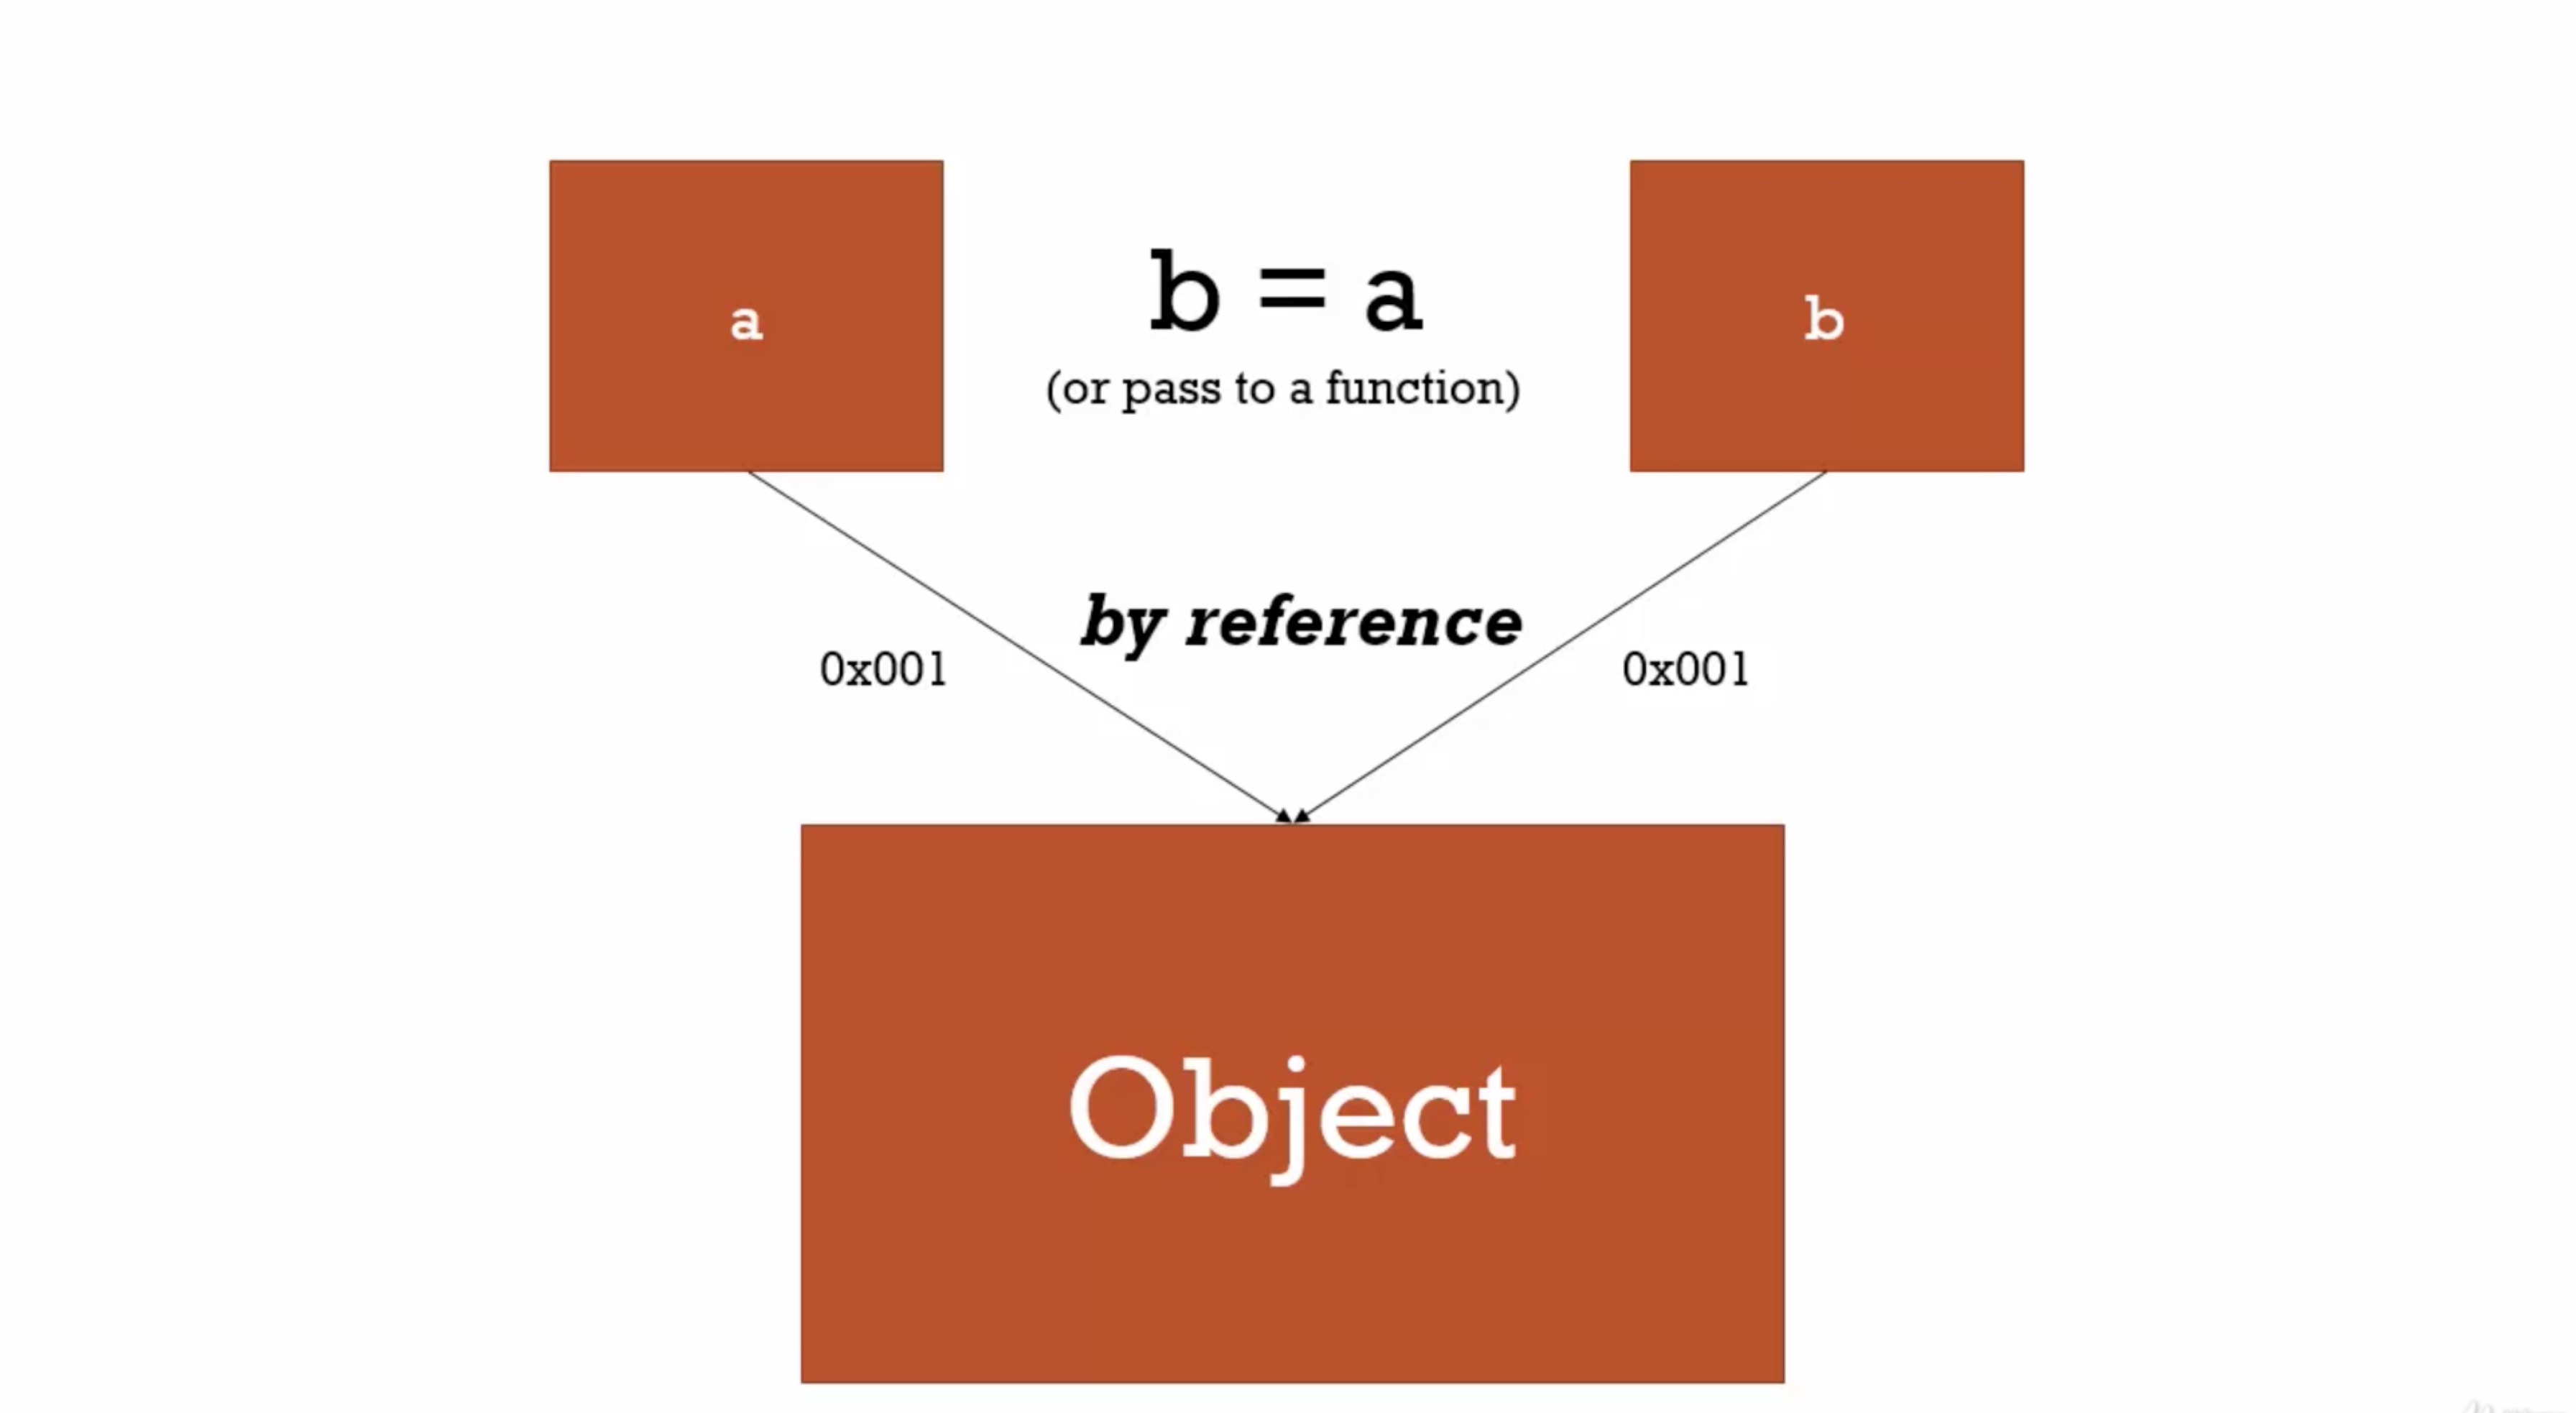 a
b = a
(or pass to a function)
b
by reference
0x001
0x001
Object